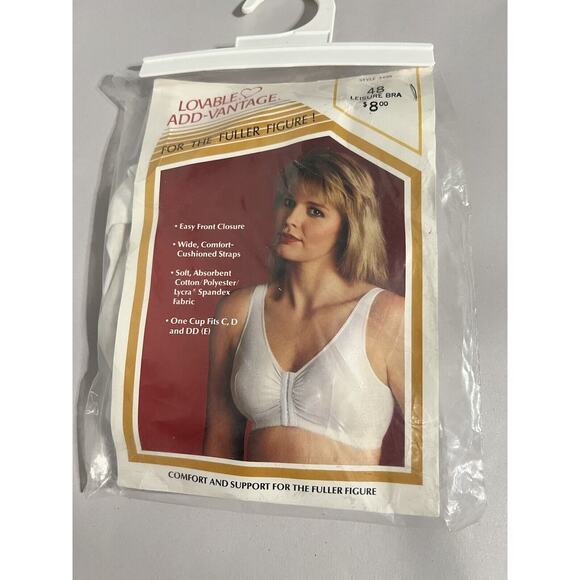 LOVABLE
ADD-VANTAGE
FOR THE FULLER FIGURE!
STYLE
48
LEISURE BRA
$8.00
• Easy Front Closure
• Wide, Comfort-
Cushioned Straps
• Soft, Absorbent
Cotton/Polyester/
Lycra® Spandex
Fabric
• One Cup Fits C, D
and DD (E)
COMFORT AND SUPPORT FOR THE FULLER FIGURE